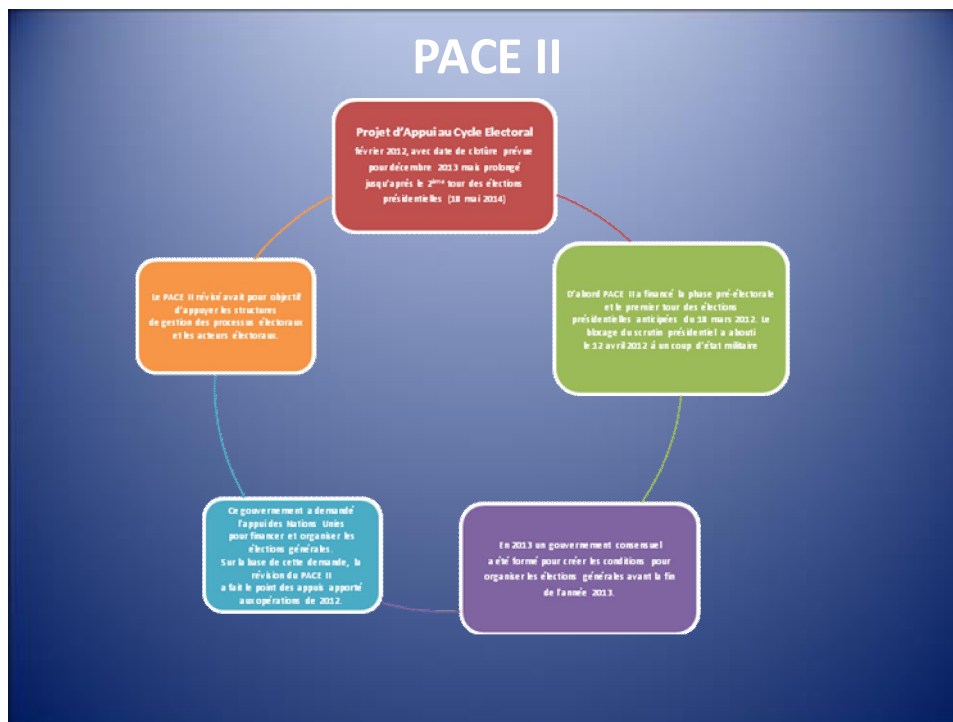 PACE II
Projet d'Appui au Cycle Electoral
février 2012, avec date de clotûre prévue
pour décembre 2013 mais prolongé
jusqu'après le 2ème tour des élections
présidentielles (18 mai 2014)
D'abord PACE II a financé la phase pré-électorale
et le premier tour des élections
présidentielles anticipées du 18 mars 2012. Le
blocage du scrutin présidentiel a abouti
le 12 avril 2012 á un coup d'état militaire
En 2013 un gouvernement consensuel
a été formé pour créer les conditions pour
organiser les élections générales avant la fin
de l'année 2013.
Ce gouvernement a demandé
l'appui des Nations Unies
pour financer et organiser les
élections générales.
Sur la base de cette demande, la
révision du PACE II
a fait le point des appuis apporté
aux opérations de 2012.
Le PACE II révisé avait pour objectif
d'appuyer les structures
de gestion des processus électoraux
et les acteurs électoraux.